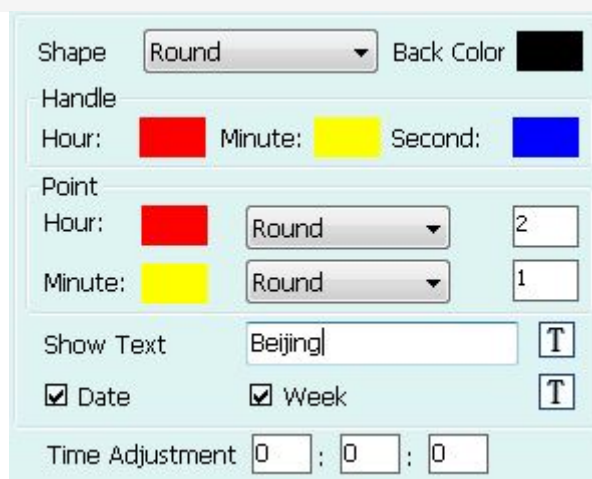 Shape Round Back Color
Handle
Hour: Minute: Second:
Point
Hour: Round 2
Minute: Round 1
Show Text Beijing T
Date Week T
Time Adjustment 0 : 0 : 0